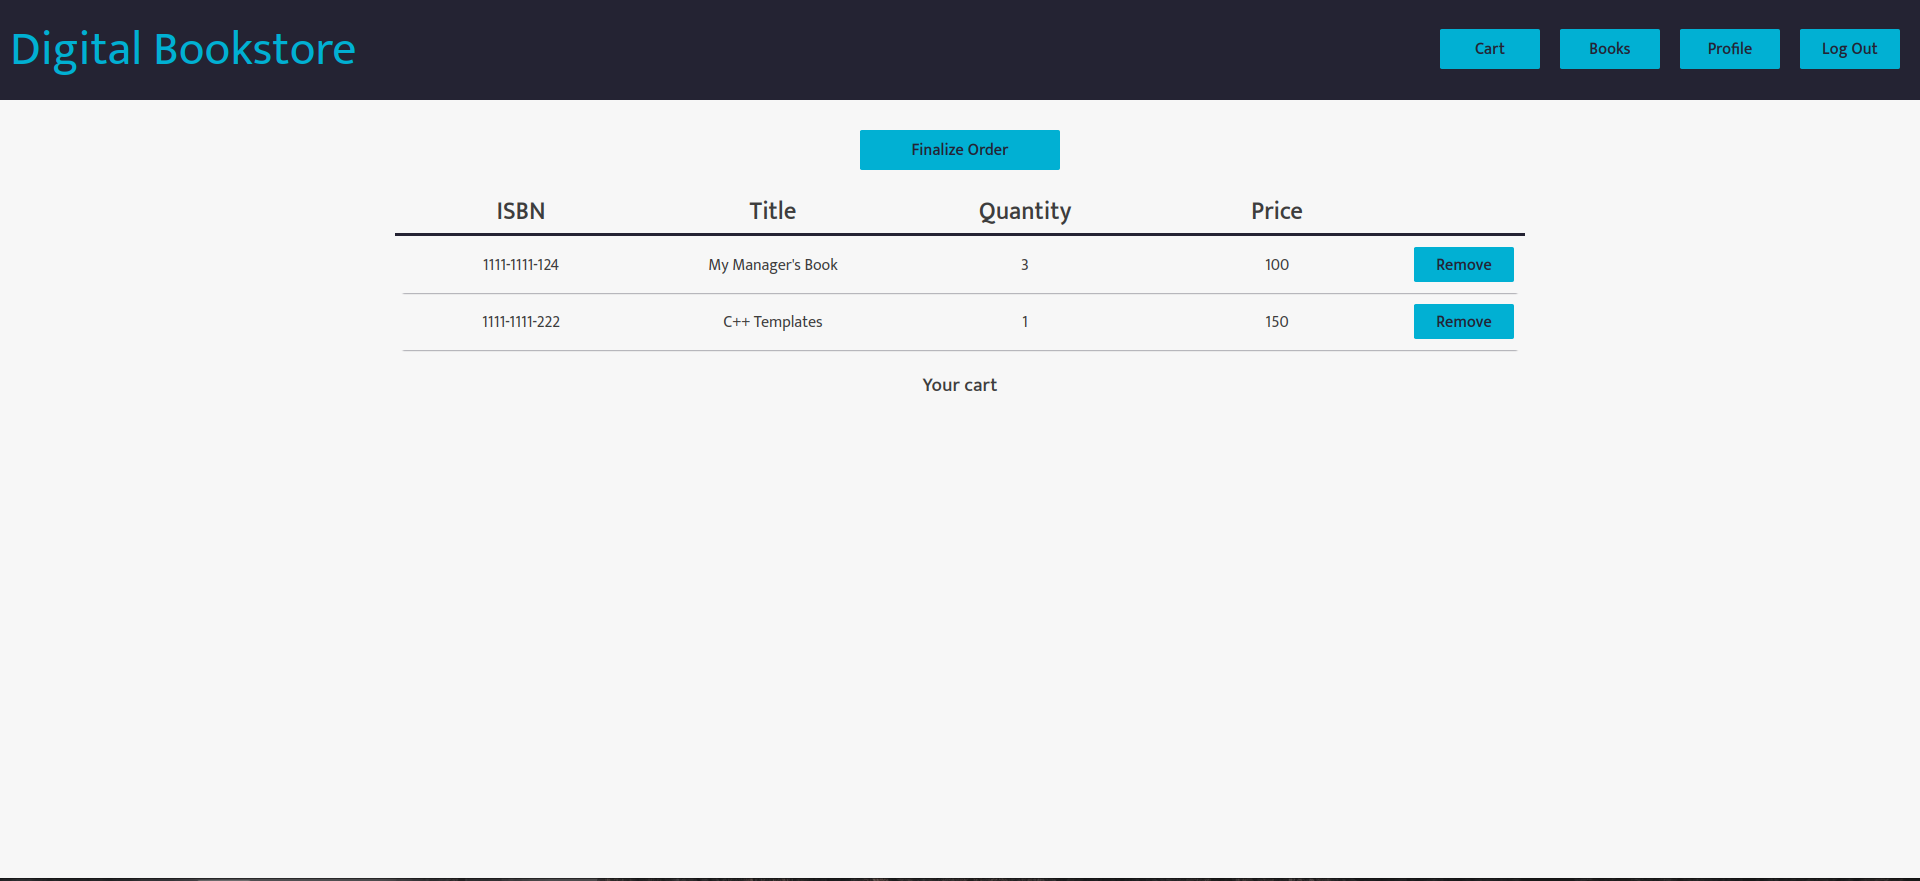 Digital Bookstore
Cart Books Profile Log Out
Finalize Order
ISBN Title Quantity Price
1111-1111-124 My Manager's Book 3 100 Remove
1111-1111-222 C++ Templates 1 150 Remove
Your cart